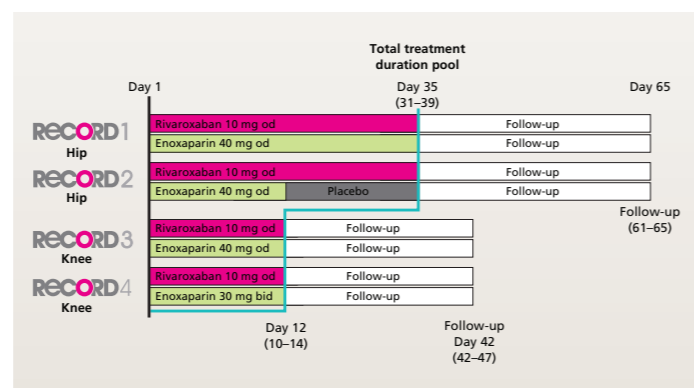 Total treatment
duration pool
Day 1
Day 35
(31–39)
Day 65
RECORD1
Hip
Rivaroxaban 10 mg od
Follow-up
Enoxaparin 40 mg od
Follow-up
RECORD2
Hip
Rivaroxaban 10 mg od
Follow-up
Enoxaparin 40 mg od
Placebo
Follow-up
Follow-up
(61–65)
RECORD3
Knee
Rivaroxaban 10 mg od
Follow-up
Enoxaparin 40 mg od
Follow-up
RECORD4
Knee
Rivaroxaban 10 mg od
Follow-up
Enoxaparin 30 mg bid
Follow-up
Day 12
(10–14)
Follow-up
Day 42
(42–47)